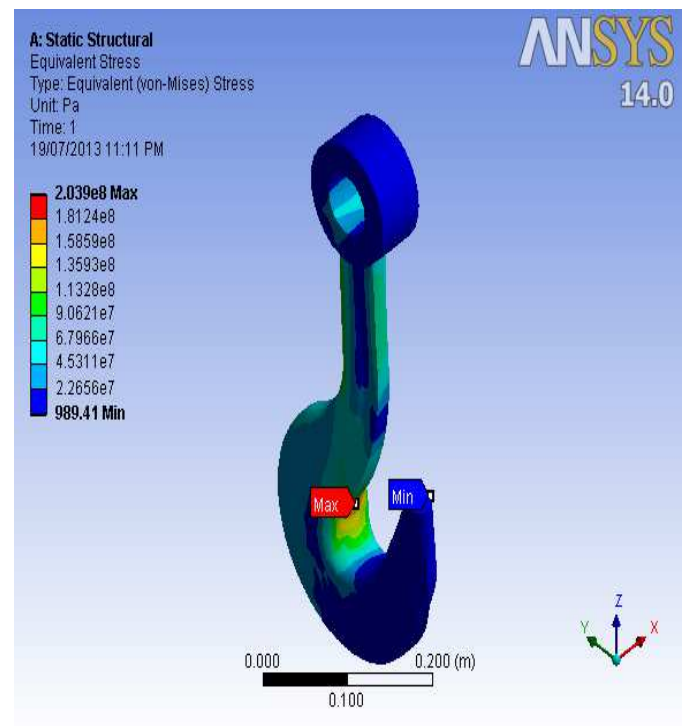 A: Static Structural
Equivalent Stress
Type: Equivalent (von-Mises) Stress
Unit: Pa
Time: 1
19/07/2013 11:11 PM
ANSYS
14.0
2.039e8 Max
1.8124e8
1.5859e8
1.3593e8
1.1328e8
9.0621e7
6.7966e7
4.5311e7
2.2656e7
989.41 Min
Max
Min
Z
Y
X
0.000
0.200 (m)
0.100